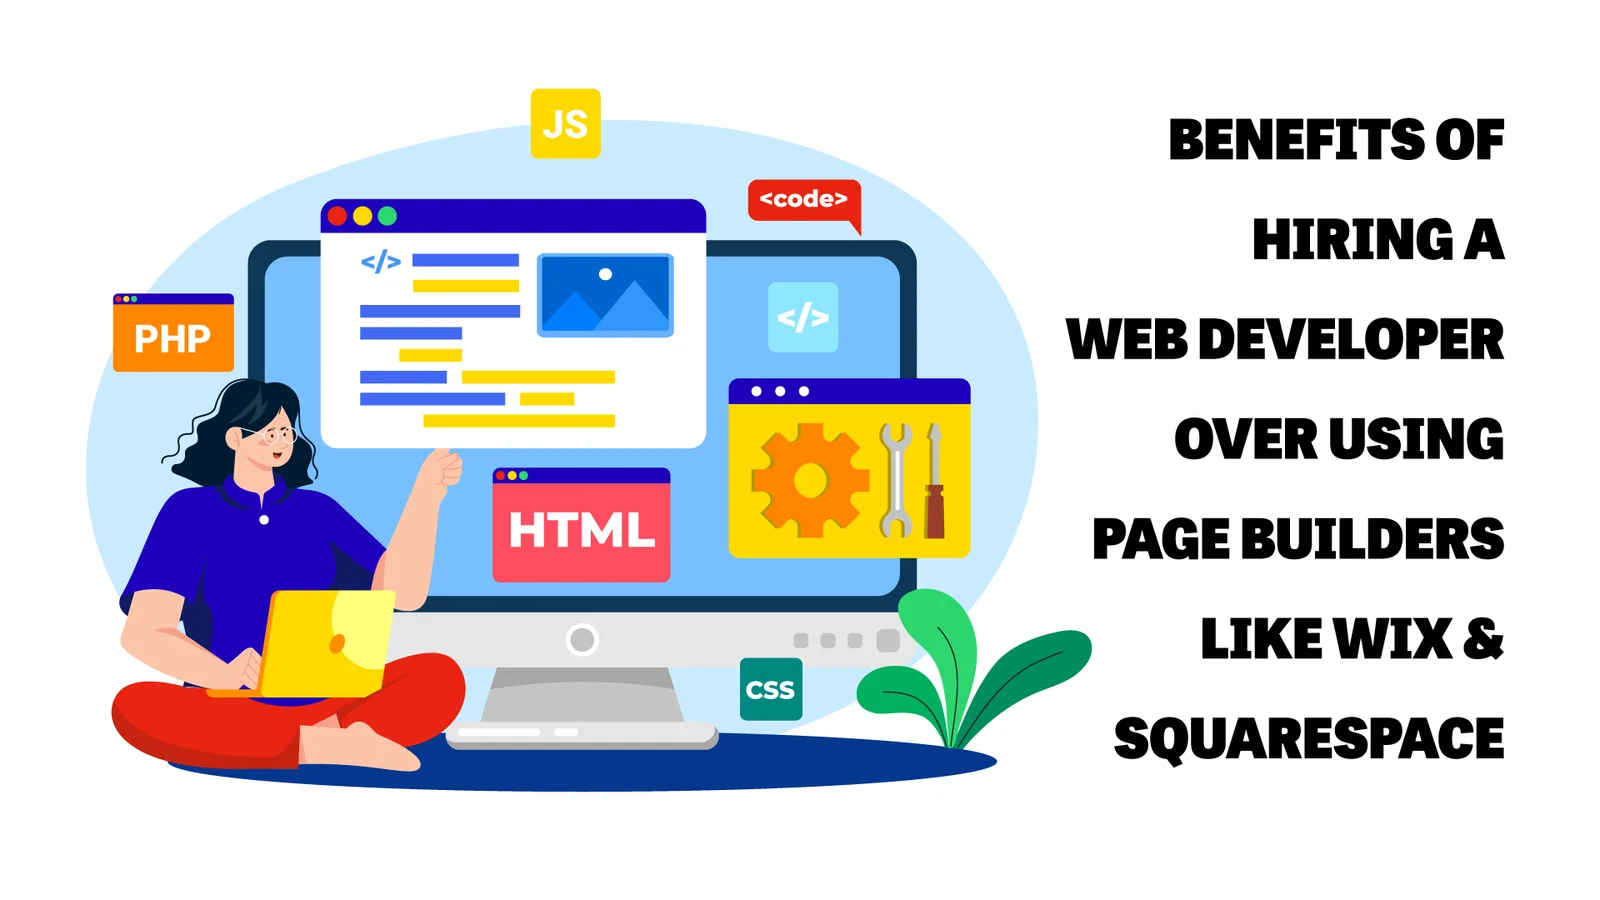 JS
<code>
</>
</>
PHP
HTML
CSS
BENEFITS OF
HIRING A
WEB DEVELOPER
OVER USING
PAGE BUILDERS
LIKE WIX &
SQUARESPACE